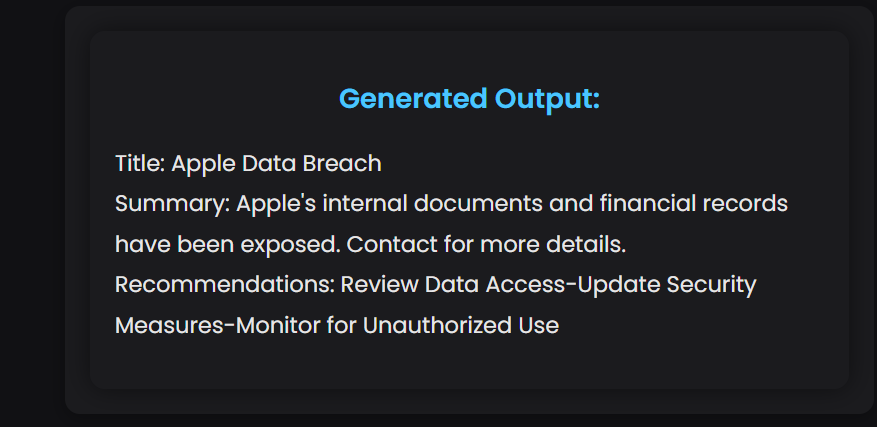 Generated Output:
Title: Apple Data Breach
Summary: Apple's internal documents and financial records
have been exposed. Contact for more details.
Recommendations: Review Data Access-Update Security
Measures-Monitor for Unauthorized Use